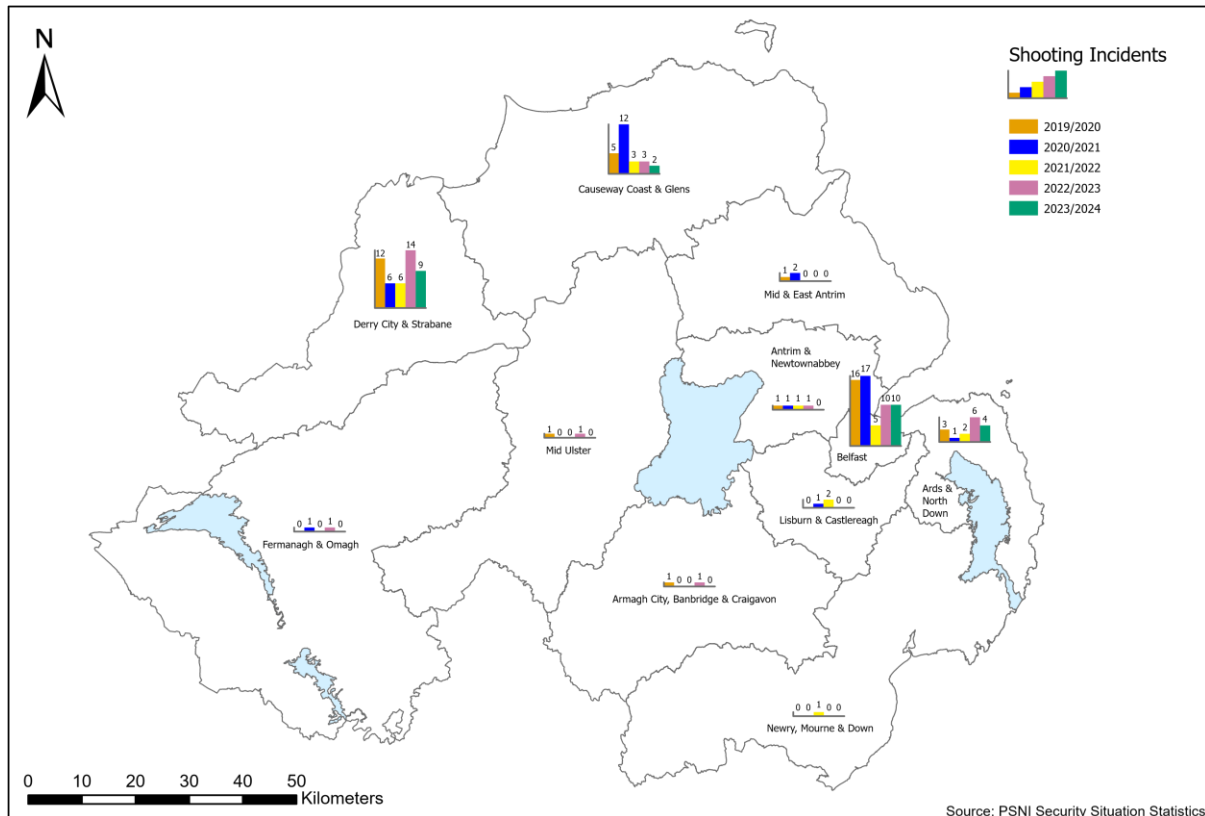 N
Shooting Incidents
2019/2020
2020/2021
2021/2022
2022/2023
2023/2024
5 12 3 3 2
Causeway Coast & Glens
12 6 6 14 9
Derry City & Strabane
1 2 0 0 0
Mid & East Antrim
Antrim &
Newtownabbey
1 1 1 1 0
16 17 5 10 10
Belfast
3 1 2 6 4
Ards &
North
Down
1 0 0 1 0
Mid Ulster
0 1 2 0 0
Lisburn & Castlereagh
0 1 0 1 0
Fermanagh & Omagh
1 0 0 1 0
Armagh City, Banbridge & Craigavon
0 0 1 0 0
Newry, Mourne & Down
0 10 20 30 40 50
Kilometers
Source: PSNI Security Situation Statistics